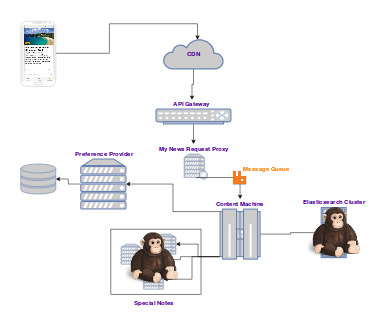 CDN
API Gateway
My News Request Proxy
Message Queue
Preference Provider
Content Machine
Elasticsearch Cluster
Special Notes